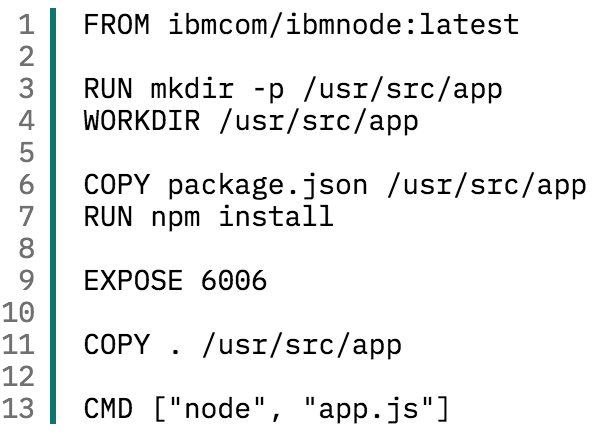 1 FROM ibmcom/ibmnode:latest
2
3 RUN mkdir -p /usr/src/app
4 WORKDIR /usr/src/app
5
6 COPY package.json /usr/src/app
7 RUN npm install
8
9 EXPOSE 6006
10
11 COPY . /usr/src/app
12
13 CMD ["node", "app.js"]